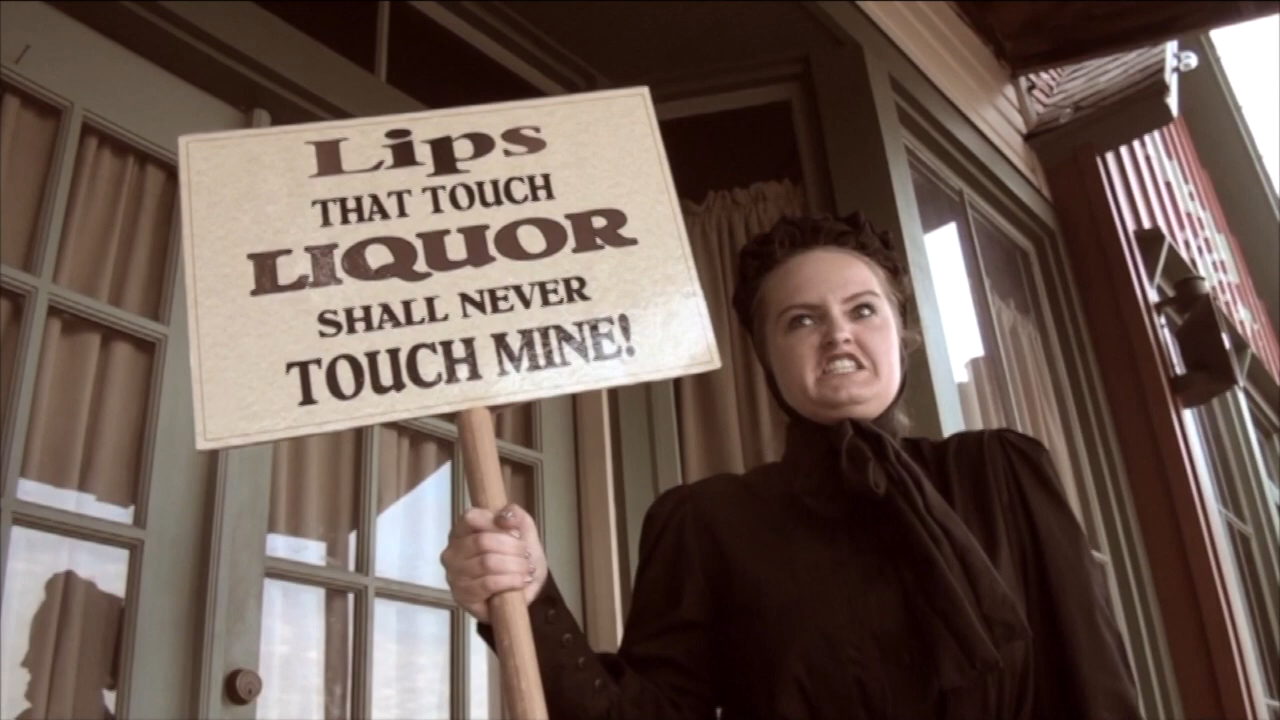 Lips
THAT TOUCH
LIQUOR
SHALL NEVER
TOUCH MINE!